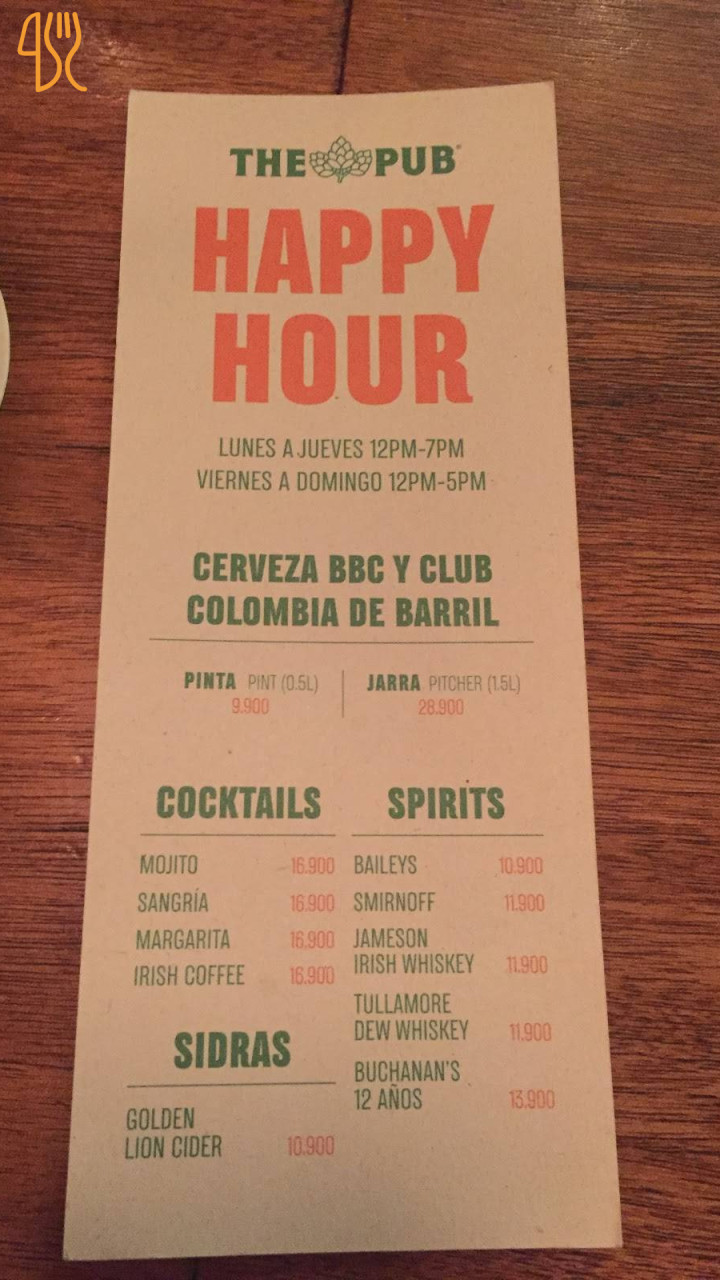 THE PUB
HAPPY
HOUR
LUNES A JUEVES 12PM-7PM
VIERNES A DOMINGO 12PM-5PM
CERVEZA BBC Y CLUB
COLOMBIA DE BARRIL
PINTA PINT (0.5L)
9.900
JARRA PITCHER (1.5L)
28.900
COCKTAILS
MOJITO 16.900
SANGRÍA 16.900
MARGARITA 16.900
IRISH COFFEE 16.900
SIDRAS
GOLDEN
LION CIDER 10.900
SPIRITS
BAILEYS 10.900
SMIRNOFF 11.900
JAMESON
IRISH WHISKEY 11.900
TULLAMORE
DEW WHISKEY 11.900
BUCHANAN'S
12 AÑOS 13.900